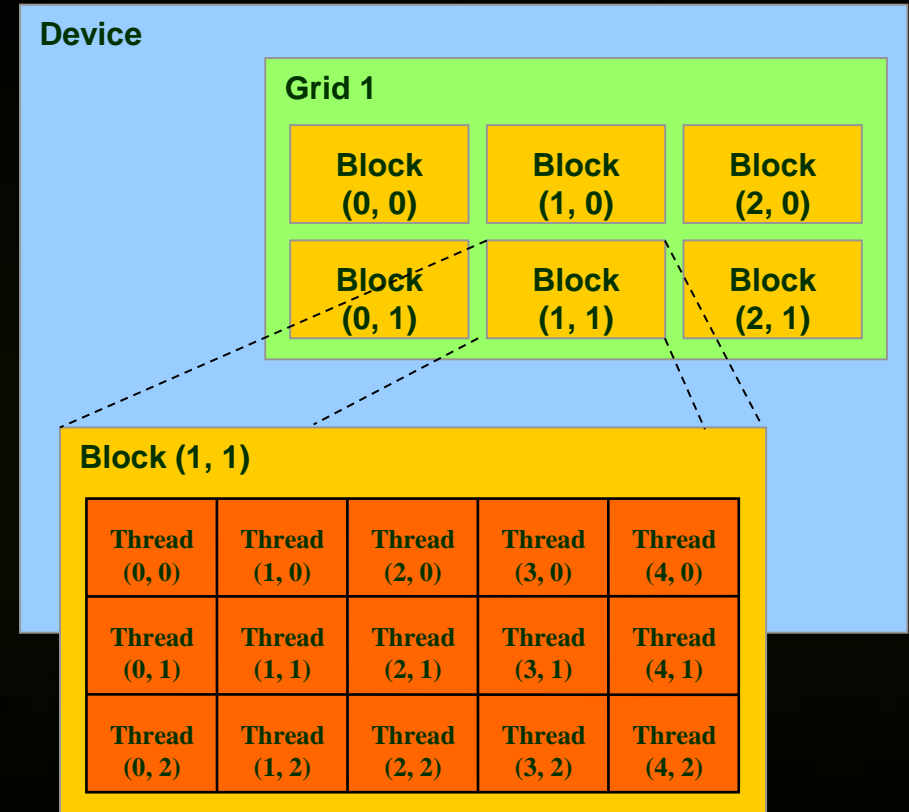 Device
Grid 1
Block Block Block
(0, 0) (1, 0) (2, 0)
Block Block Block
(0, 1) (1, 1) (2, 1)
Block (1, 1)
Thread Thread Thread Thread Thread
(0, 0) (1, 0) (2, 0) (3, 0) (4, 0)
Thread Thread Thread Thread Thread
(0, 1) (1, 1) (2, 1) (3, 1) (4, 1)
Thread Thread Thread Thread Thread
(0, 2) (1, 2) (2, 2) (3, 2) (4, 2)